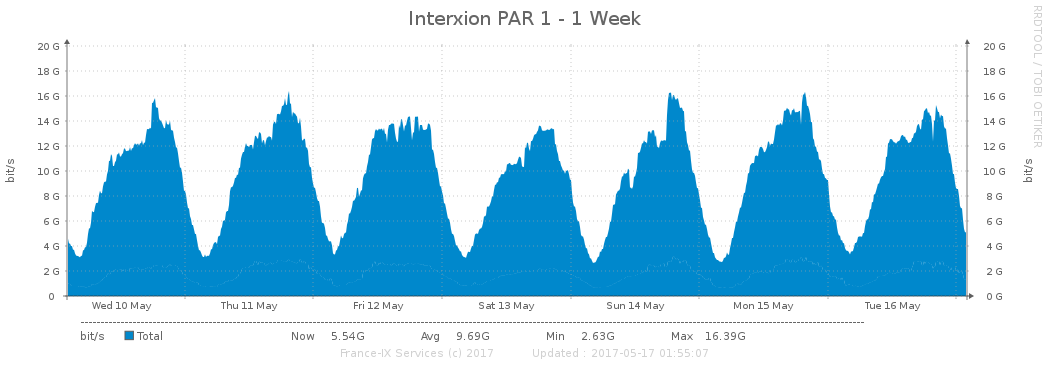 Interxion PAR 1 - 1 Week
RRDTOOL / TOBI OETIKER
20 G 20 G
18 G 18 G
16 G 16 G
14 G 14 G
12 G 12 G
10 G 10 G
8 G 8 G
6 G 6 G
4 G 4 G
2 G 2 G
0 0 G
bit/s bit/s
Wed 10 May Thu 11 May Fri 12 May Sat 13 May Sun 14 May Mon 15 May Tue 16 May
bit/s Total Now 5.54G Avg 9.69G Min 2.63G Max 16.39G
France-IX Services (c) 2017 Updated : 2017-05-17 01:55:07